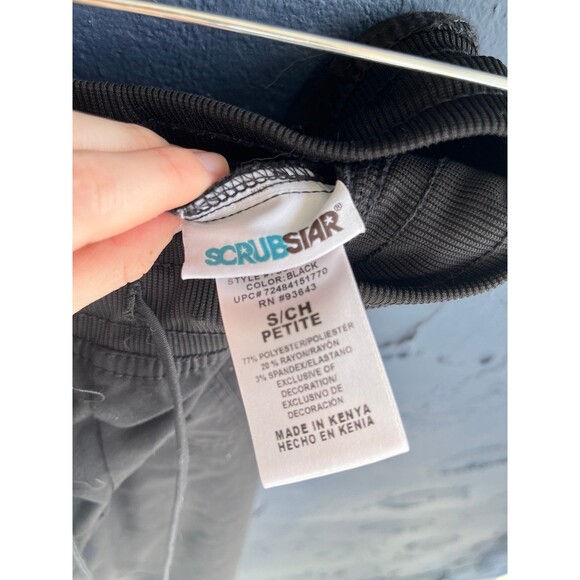 SCRUBSTAR®
STYLE #
COLOR:BLACK
UPC# 72484151770
RN #93643
S/CH
PETITE
77% POLYESTER/POLIÉSTER
20 % RAYON/RAYÓN
3% SPANDEX/ELASTANO
EXCLUSIVE OF
DECORATION/
EXCLUSIVO DE
DECORACIÓN
MADE IN KENYA
HECHO EN KENIA